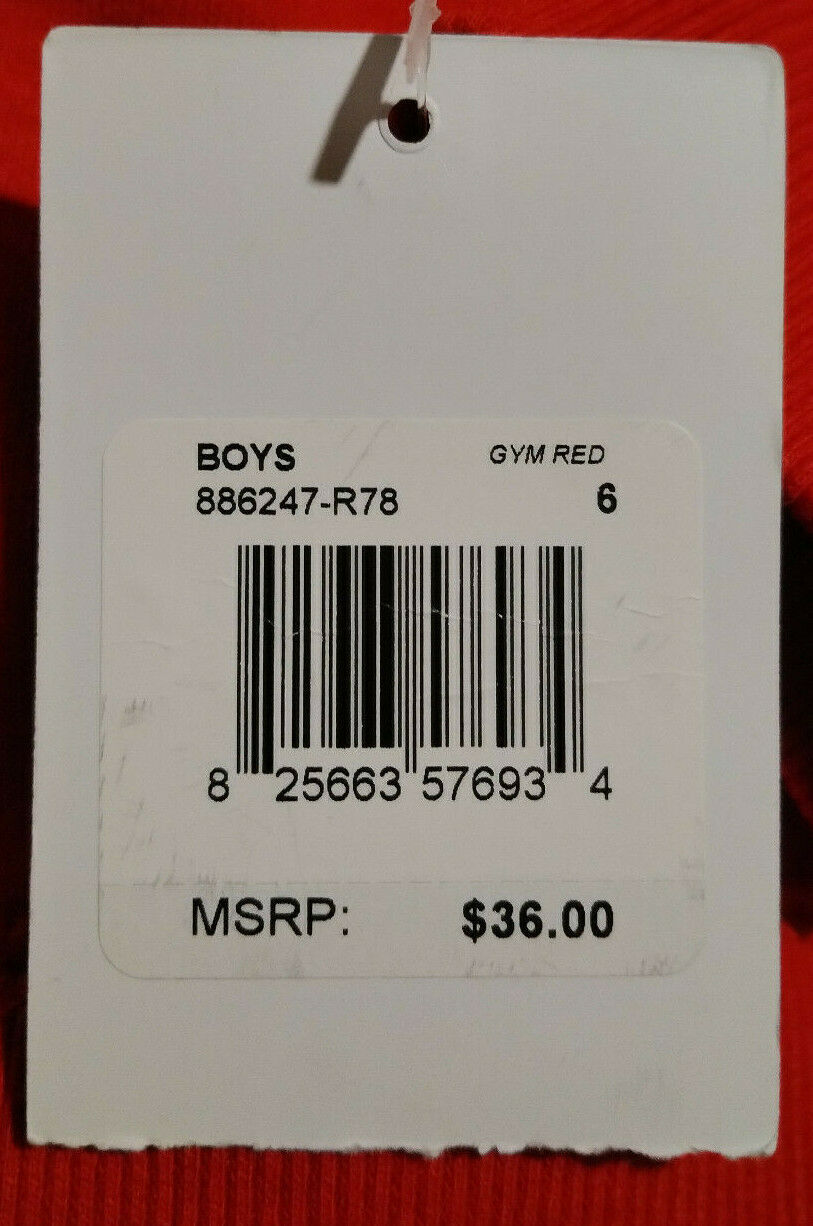 BOYS GYM RED
886247-R78 6
8 25663 57693 4
MSRP: $36.00